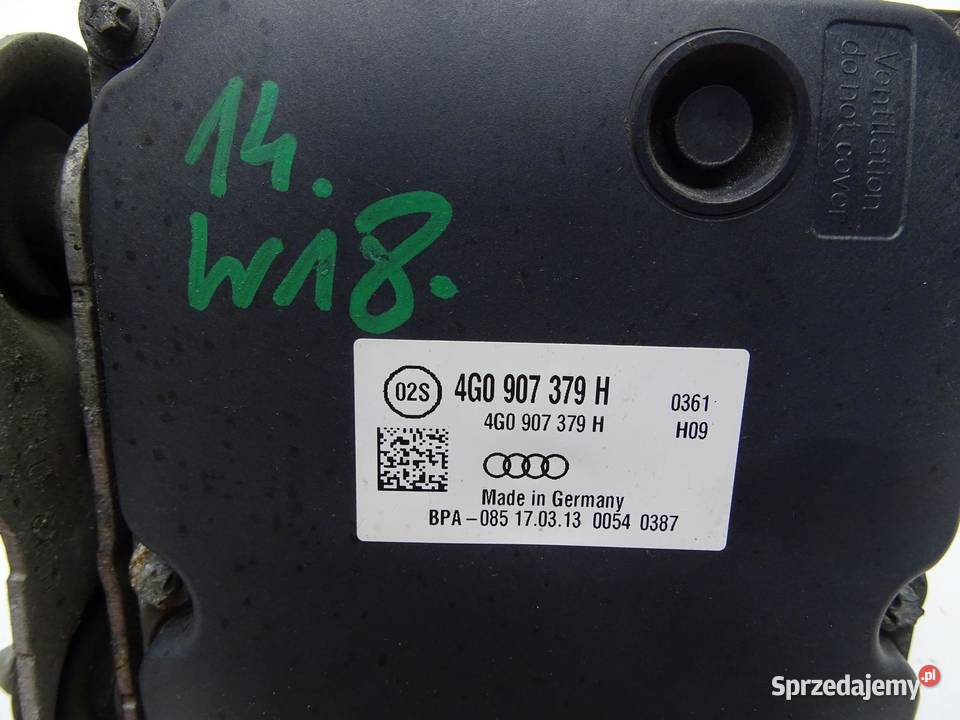 14.
W18.
Ventilation
do not cover
02S
4G0 907 379 H
0361
4G0 907 379 H
H09
Made in Germany
BPA-085 17.03.13 0054 0387
Sprzedajemy.pl